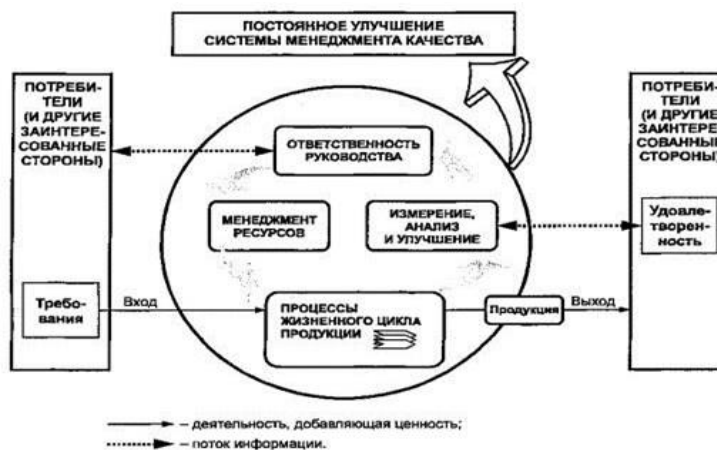 ПОСТОЯННОЕ УЛУЧШЕНИЕ
СИСТЕМЫ МЕНЕДЖМЕНТА КАЧЕСТВА
ПОТРЕБИ-
ТЕЛИ
(И ДРУГИЕ
ЗАИНТЕРЕ-
СОВАННЫЕ
СТОРОНЫ)
Требо-
вания
Вход
ОТВЕТСТВЕННОСТЬ
РУКОВОДСТВА
МЕНЕДЖМЕНТ
РЕСУРСОВ
ИЗМЕРЕНИЕ,
АНАЛИЗ
И УЛУЧШЕНИЕ
ПРОЦЕССЫ
ЖИЗНЕННОГО ЦИКЛА
ПРОДУКЦИИ
Продукция
Выход
ПОТРЕБИ-
ТЕЛИ
(И ДРУГИЕ
ЗАИНТЕРЕ-
СОВАННЫЕ
СТОРОНЫ)
Удовле-
творен-
ность
– деятельность, добавляющая ценность;
– поток информации.